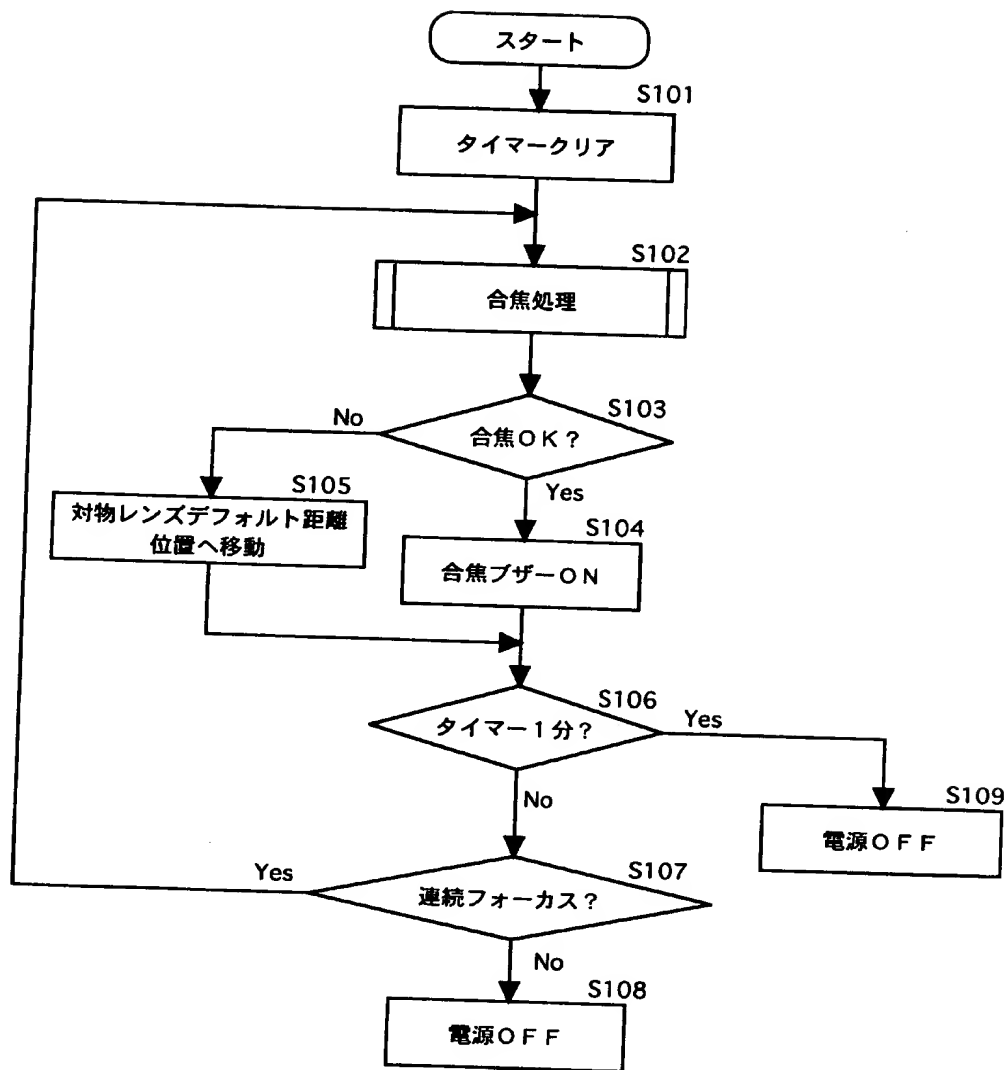 スタート
S101
タイマークリア
S102
合焦処理
S103
合焦OK?
No
Yes
S105
対物レンズデフォルト距離
位置へ移動
S104
合焦ブザーON
S106
タイマー1分?
Yes
No
S109
電源OFF
S107
連続フォーカス?
Yes
No
S108
電源OFF